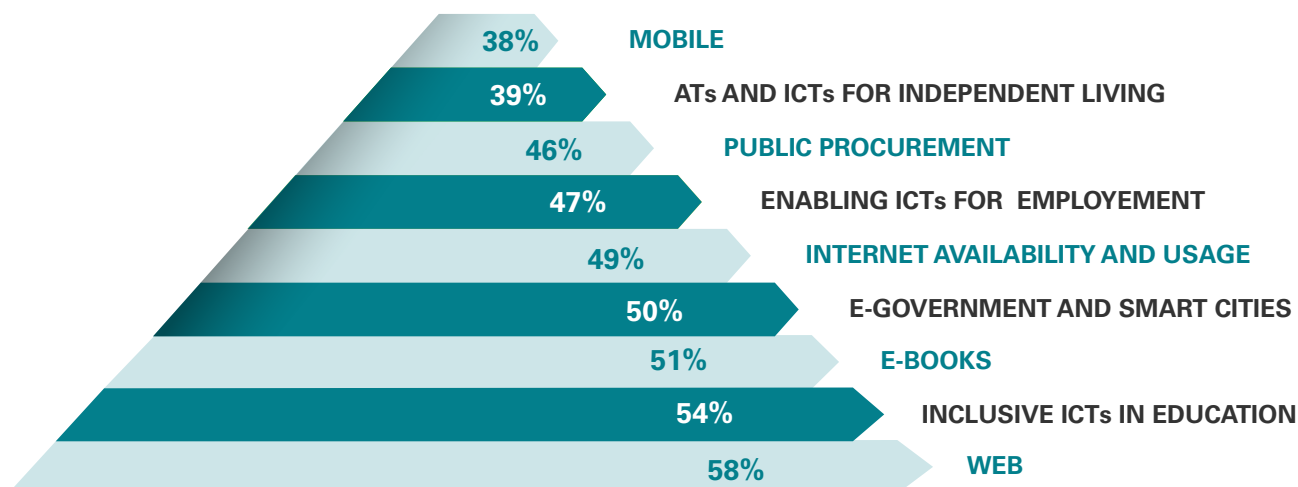 38% MOBILE
39% ATs AND ICTs FOR INDEPENDENT LIVING
46% PUBLIC PROCUREMENT
47% ENABLING ICTs FOR EMPLOYEMENT
49% INTERNET AVAILABILITY AND USAGE
50% E-GOVERNMENT AND SMART CITIES
51% E-BOOKS
54% INCLUSIVE ICTs IN EDUCATION
58% WEB